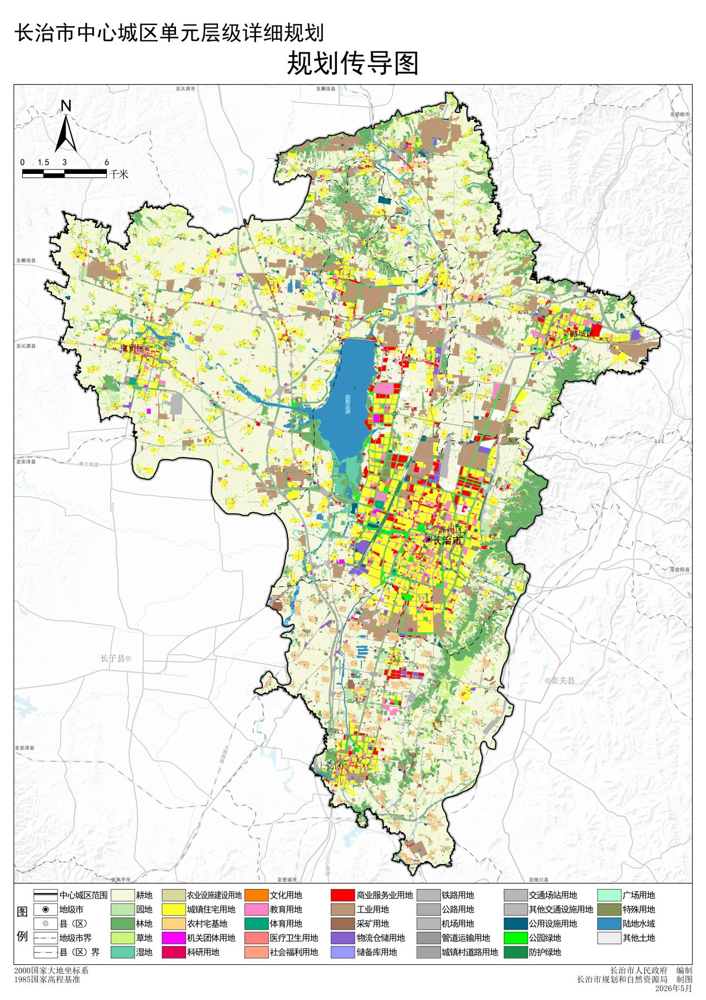 长治市中心城区单元层级详细规划
规划传导图
至太原市
至襄垣县
至邯郸市
N
0 1.5 3 6
千米
浊
北
源
至襄垣县
至沁源县
屯留区
潞城区
至安泽县
青兰高速
S222
潞州区
长治市
G207
至安阳县
长子县
壶关县
至安泽县
上党区
二广高速
至高平市
至晋城市
至陵川县
图例
中心城区范围
地级市
县（区）
地级市界
县（区）界
耕地
园地
林地
草地
湿地
农业设施建设用地
城镇住宅用地
农村宅基地
机关团体用地
科研用地
文化用地
教育用地
体育用地
医疗卫生用地
社会福利用地
商业服务业用地
工业用地
采矿用地
物流仓储用地
储备库用地
铁路用地
公路用地
机场用地
管道运输用地
城镇村道路用地
交通场站用地
其他交通设施用地
公用设施用地
公园绿地
防护绿地
广场用地
特殊用地
陆地水域
其他土地
2000国家大地坐标系
1985国家高程基准
长治市人民政府 编制
长治市规划和自然资源局 制图
2026年5月